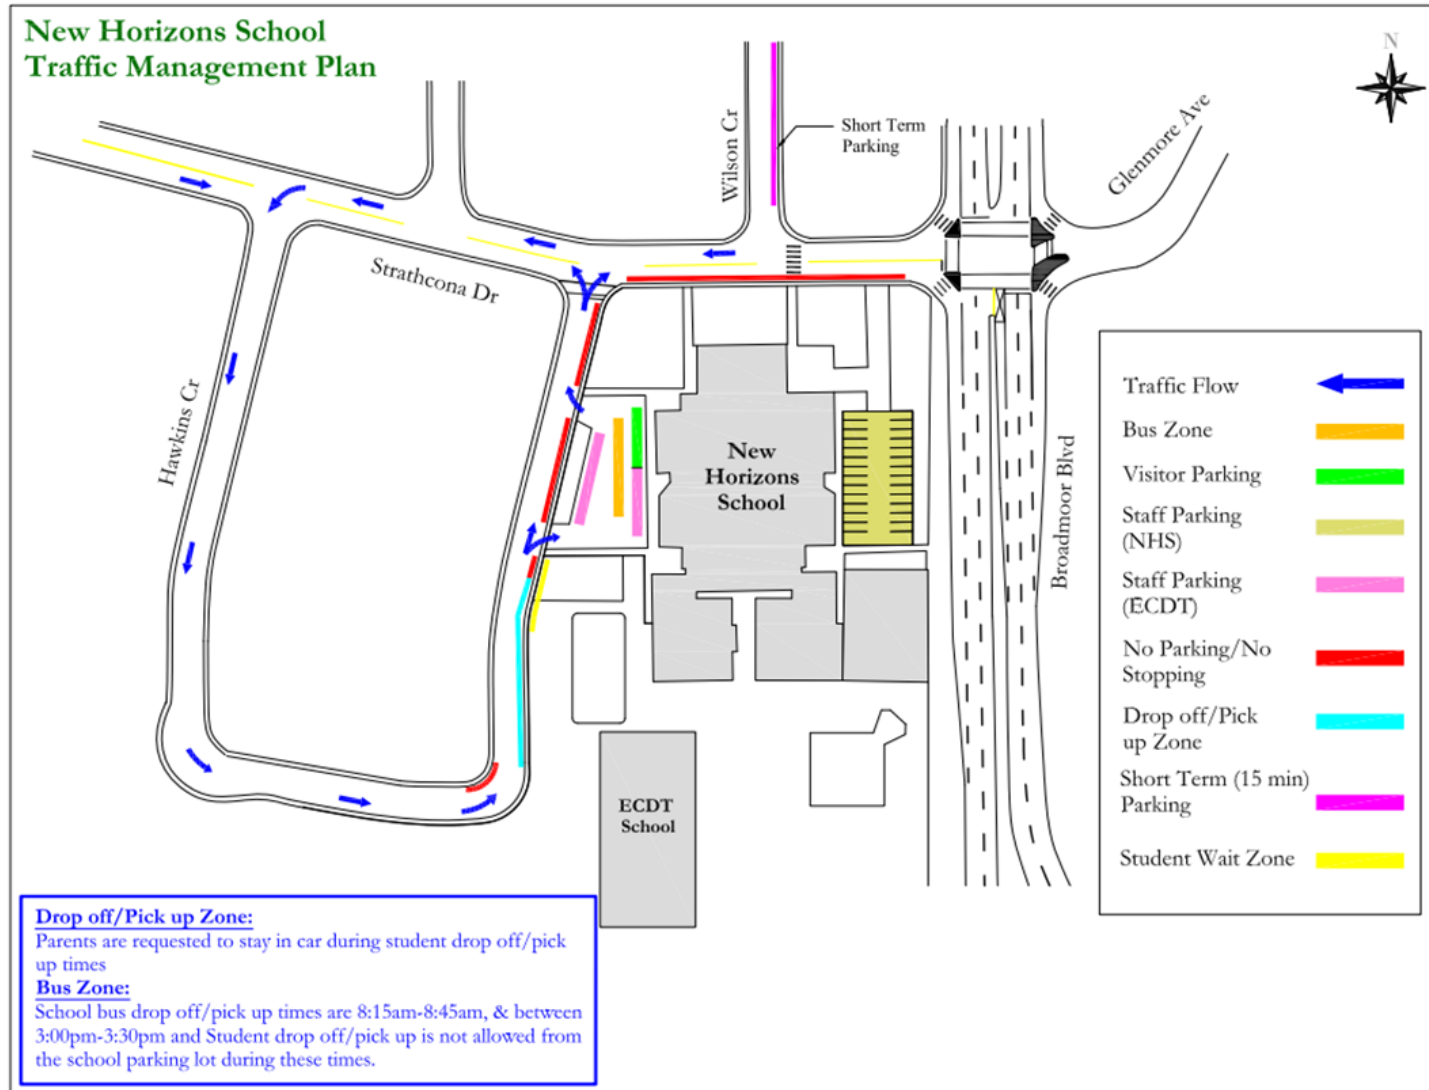 New Horizons School
Traffic Management Plan
N
Wilson Cr
Short Term
Parking
Glenmore Ave
Strathcona Dr
Hawkins Cr
New
Horizons
School
Broadmoor Blvd
ECDT
School
Traffic Flow
Bus Zone
Visitor Parking
Staff Parking
(NHS)
Staff Parking
(ECDT)
No Parking/No
Stopping
Drop off/Pick
up Zone
Short Term (15 min)
Parking
Student Wait Zone
Drop off/Pick up Zone:
Parents are requested to stay in car during student drop off/pick
up times
Bus Zone:
School bus drop off/pick up times are 8:15am-8:45am, & between
3:00pm-3:30pm and Student drop off/pick up is not allowed from
the school parking lot during these times.